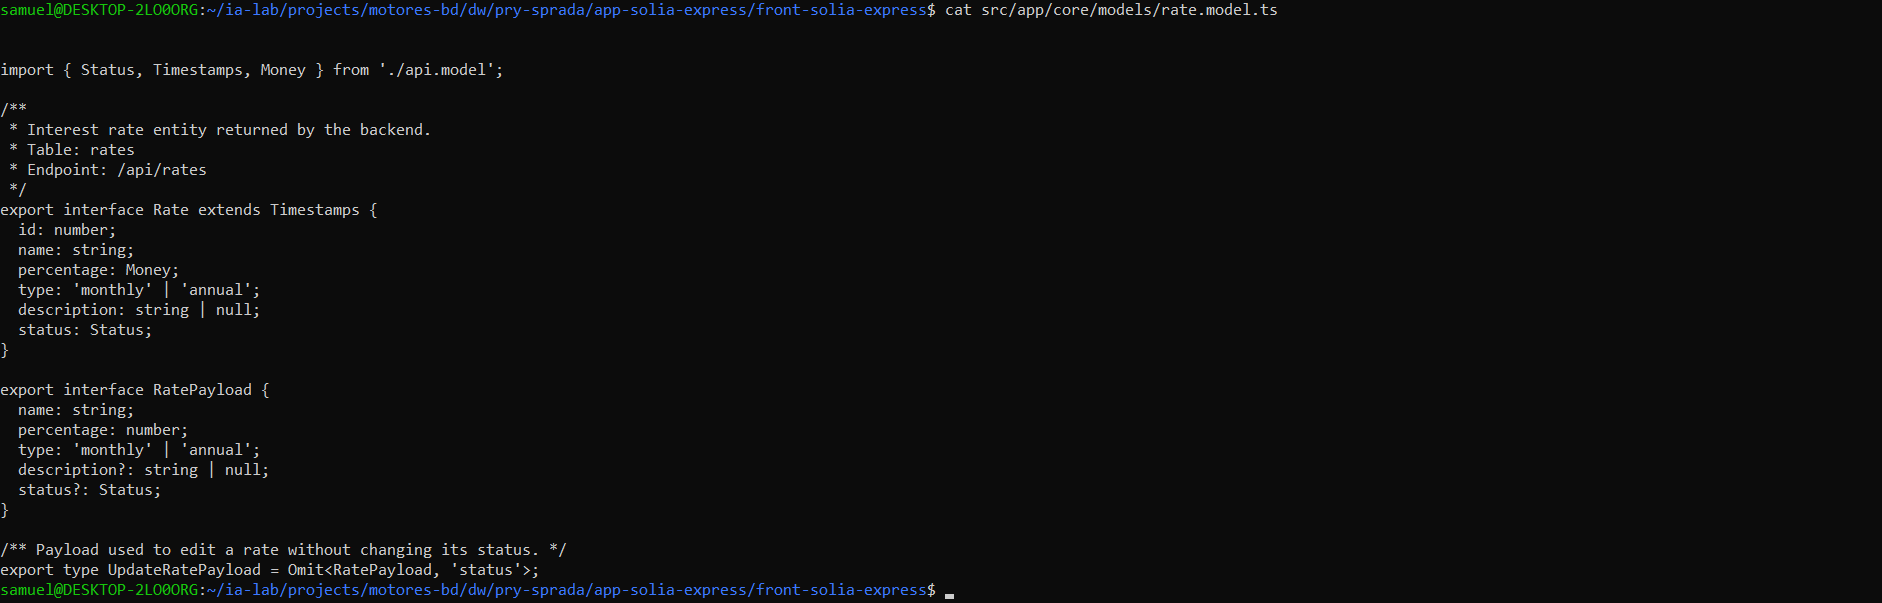 samuel@DESKTOP-2LO0ORG:~/ia-lab/projects/motores-bd/dw/pry-sprada/app-solia-express/front-solia-express$ cat src/app/core/models/rate.model.ts
import { Status, Timestamps, Money } from './api.model';
/**
 * Interest rate entity returned by the backend.
 * Table: rates
 * Endpoint: /api/rates
 */
export interface Rate extends Timestamps {
  id: number;
  name: string;
  percentage: Money;
  type: 'monthly' | 'annual';
  description: string | null;
  status: Status;
}
export interface RatePayload {
  name: string;
  percentage: number;
  type: 'monthly' | 'annual';
  description?: string | null;
  status?: Status;
}
/** Payload used to edit a rate without changing its status. */
export type UpdateRatePayload = Omit<RatePayload, 'status'>;
samuel@DESKTOP-2LO0ORG:~/ia-lab/projects/motores-bd/dw/pry-sprada/app-solia-express/front-solia-express$